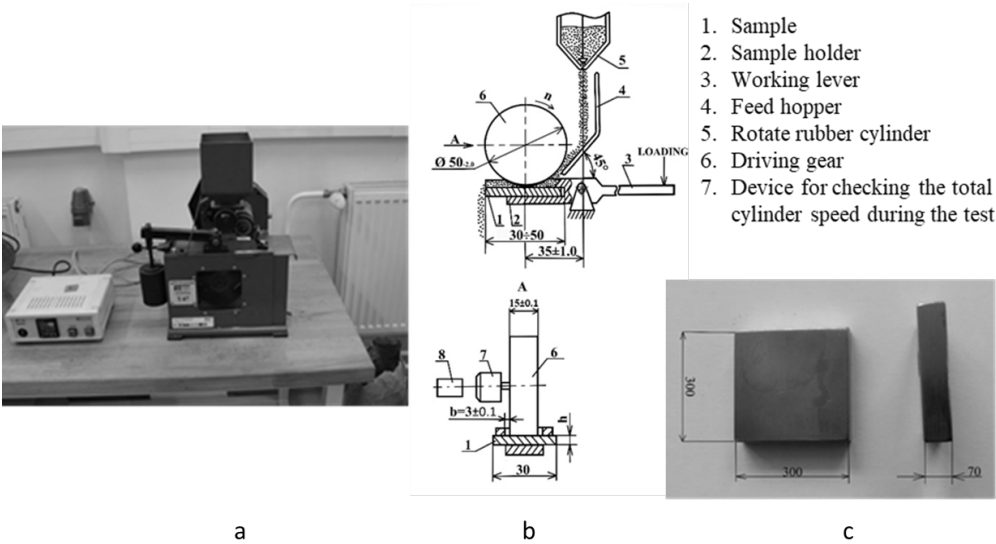 1. Sample
2. Sample holder
3. Working lever
4. Feed hopper
5. Rotate rubber cylinder
6. Driving gear
7. Device for checking the total
cylinder speed during the test
5
6
n
4
A
Ø 50-2.0
45°
3
LOADING
1
2
30÷50
35±1.0
A
15±0.1
8
7
6
b=3±0.1
h
1
30
300
300
70
a
b
c